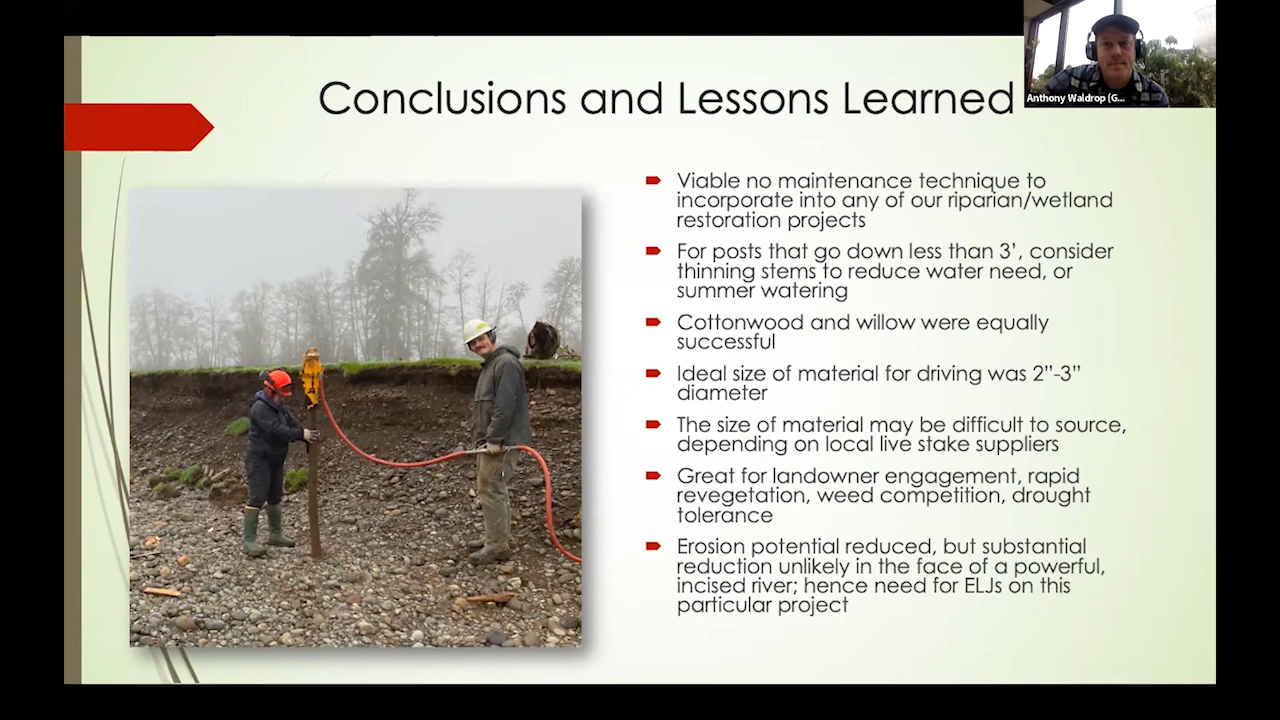 Conclusions and Lessons Learned
Anthony Waldrop (G...
Viable no maintenance technique to
incorporate into any of our riparian/wetland
restoration projects
For posts that go down less than 3’, consider
thinning stems to reduce water need, or
summer watering
Cottonwood and willow were equally
successful
Ideal size of material for driving was 2”-3”
diameter
The size of material may be difficult to source,
depending on local live stake suppliers
Great for landowner engagement, rapid
revegetation, weed competition, drought
tolerance
Erosion potential reduced, but substantial
reduction unlikely in the face of a powerful,
incised river; hence need for ELJs on this
particular project